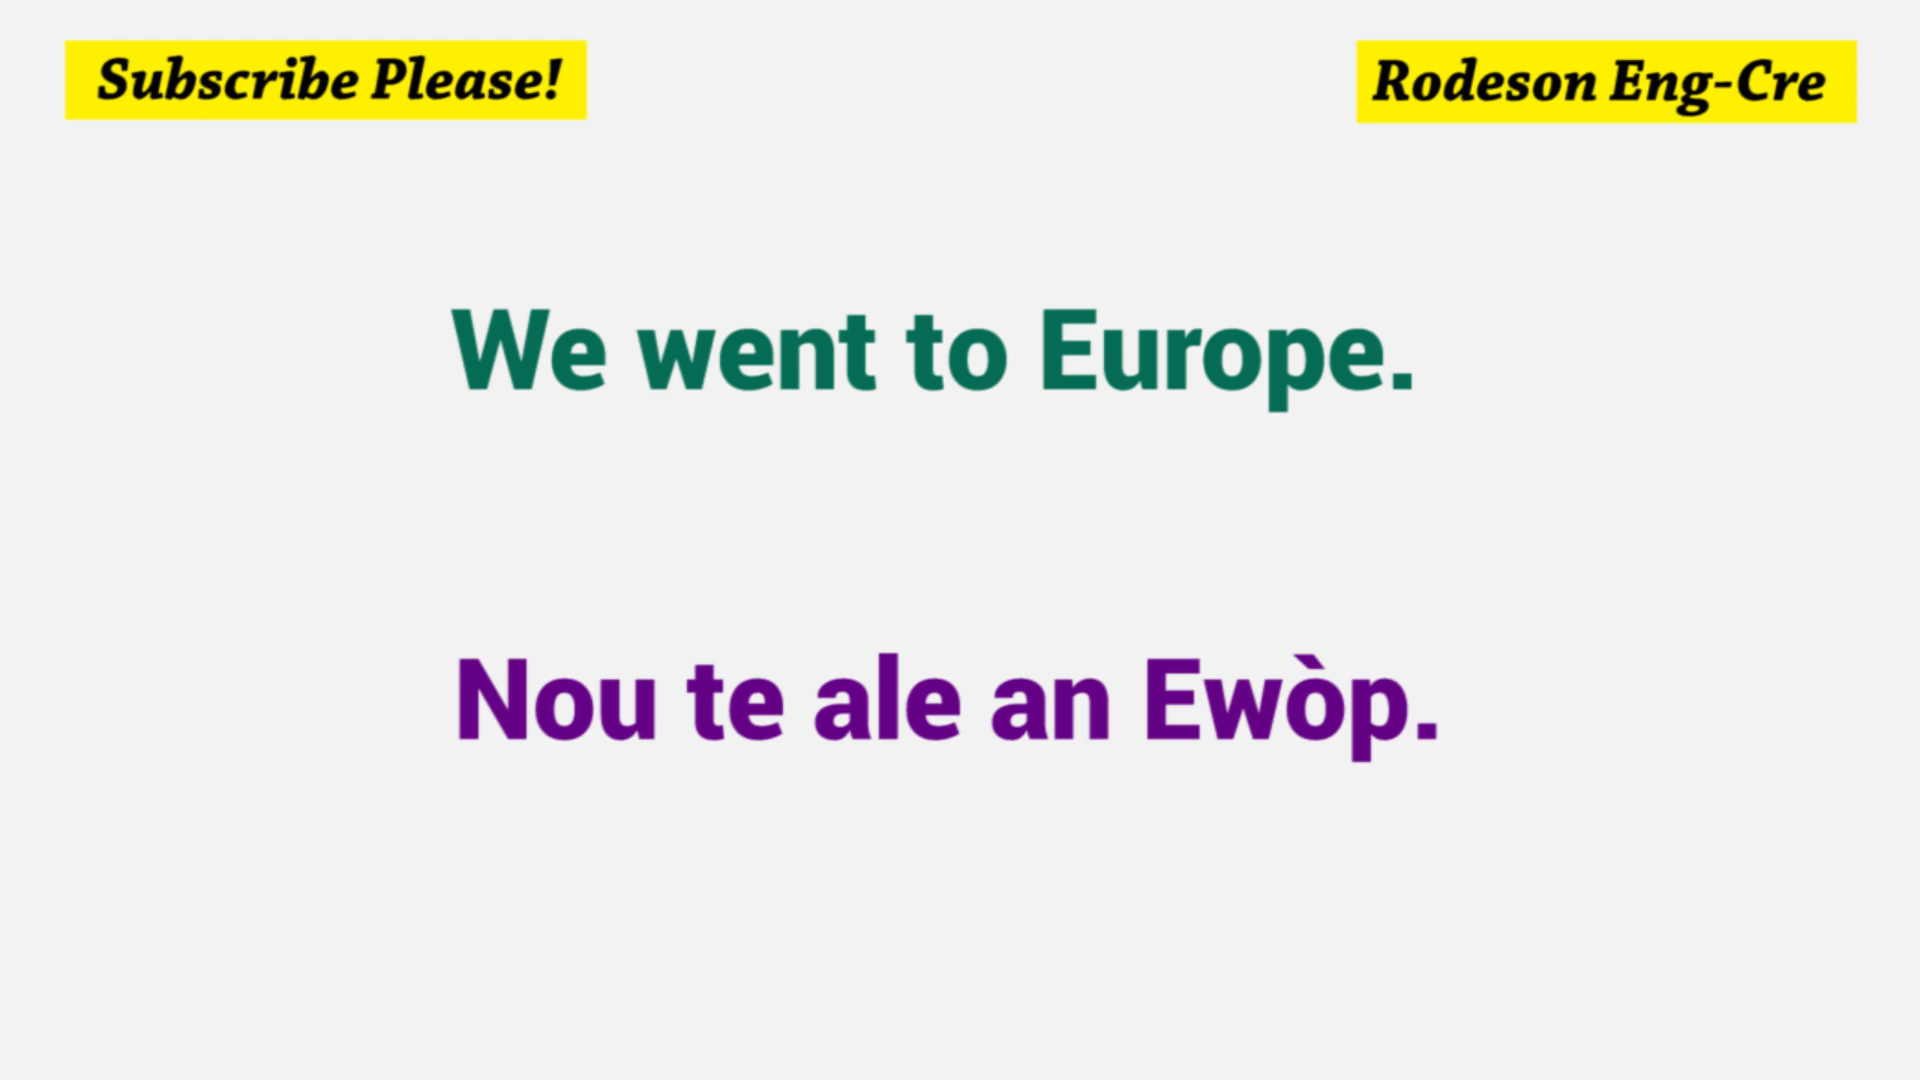 Subscribe Please!
Rodeson Eng-Cre
We went to Europe.
Nou te ale an Ewòp.